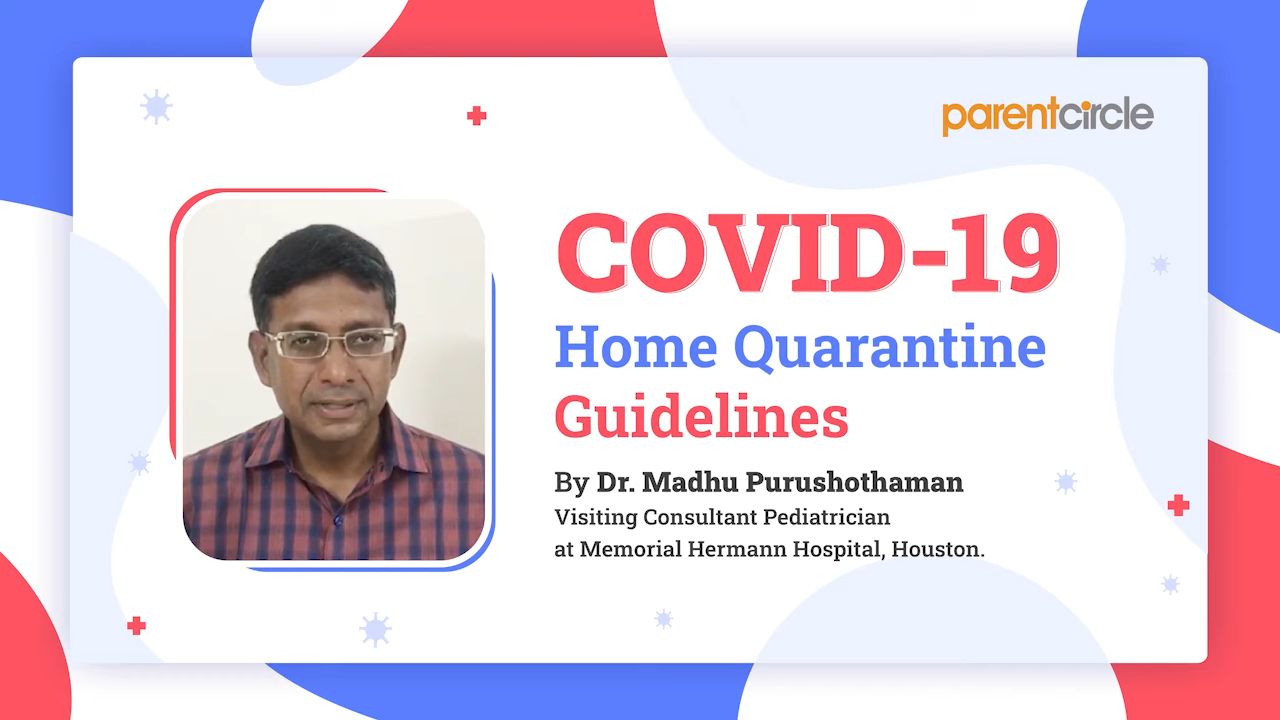 parentcircle
COVID-19
Home Quarantine
Guidelines
By Dr. Madhu Purushothaman
Visiting Consultant Pediatrician
at Memorial Hermann Hospital, Houston.